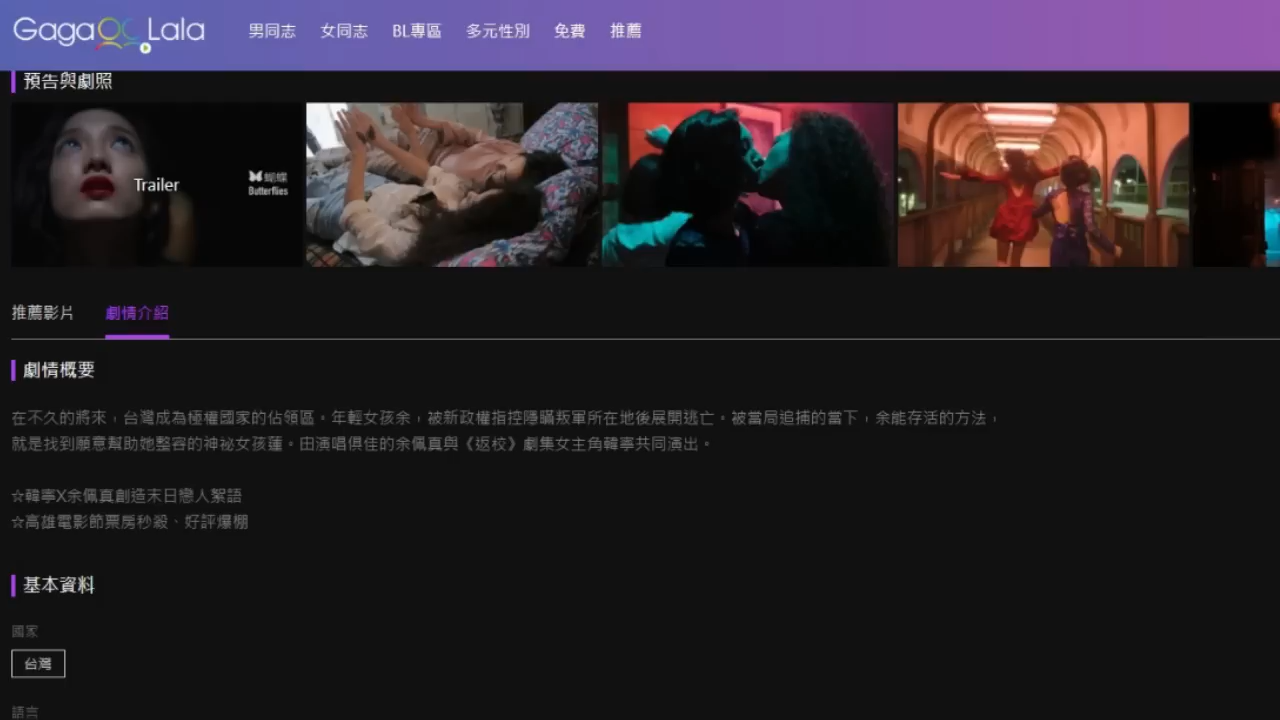 GagaOOLala
男同志 女同志 BL專區 多元性別 免費 推薦
預告與劇照
Trailer
蝴蝶
Butterflies
推薦影片 劇情介紹
劇情概要
在不久的將來，台灣成為極權國家的佔領區。年輕女孩余，被新政權指控隱瞞叛軍所在地後展開逃亡。被當局追捕的當下，余能存活的方法，
就是找到願意幫助她整容的神祕女孩蓮。由演唱俱佳的余佩真與《返校》劇集女主角韓寧共同演出。
☆韓寧X余佩真創造末日戀人絮語
☆高雄電影節票房秒殺、好評爆棚
基本資料
國家
台灣
語言